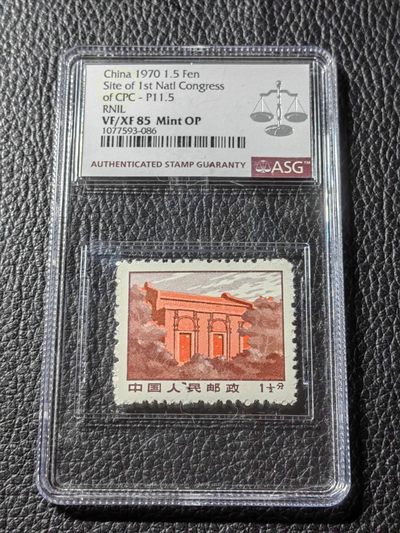 China 1970 1.5 Fen
Site of 1st Natl Congress
of CPC - P11.5
RNIL
VF/XF 85 Mint OP
1077593-086
AUTHENTICATED STAMP GUARANTY ASG™
中国人民邮政 1½分